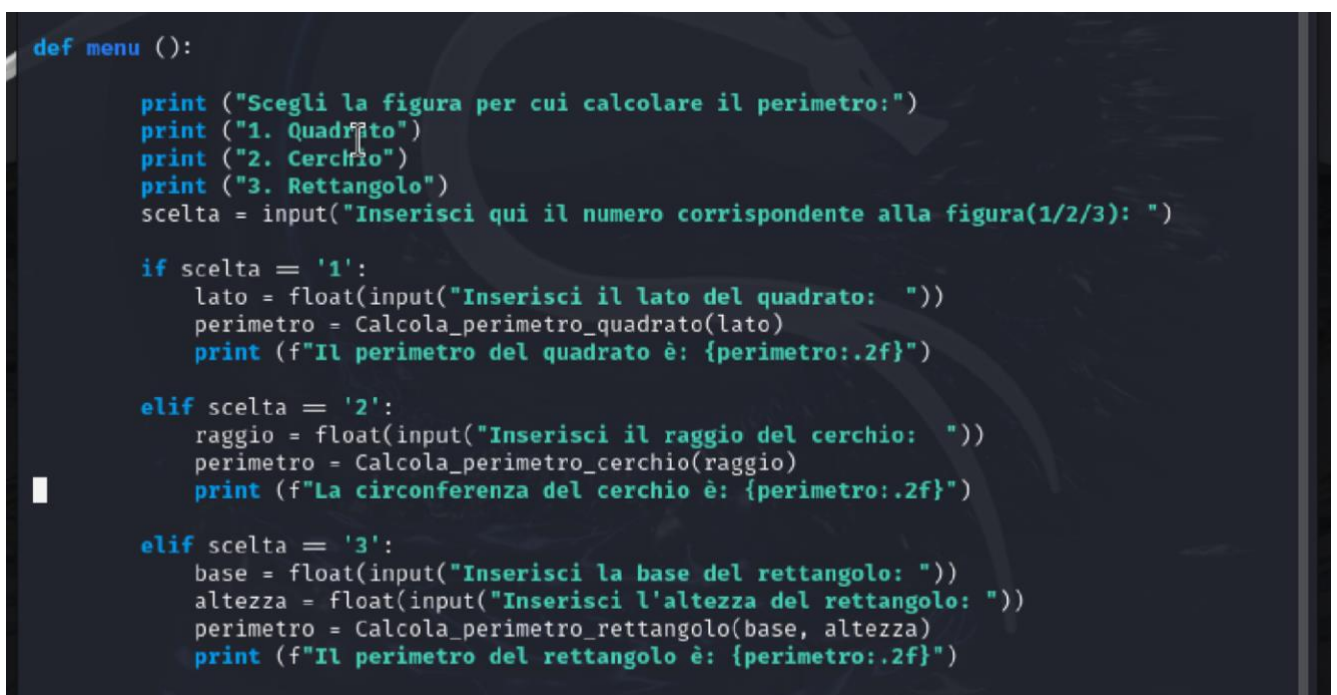 def menu ():
print ("Scegli la figura per cui calcolare il perimetro:")
print ("1. Quadrato")
print ("2. Cerchio")
print ("3. Rettangolo")
scelta = input("Inserisci qui il numero corrispondente alla figura(1/2/3): ")
if scelta == '1':
lato = float(input("Inserisci il lato del quadrato:  "))
perimetro = Calcola_perimetro_quadrato(lato)
print (f"Il perimetro del quadrato è: {perimetro:.2f}")
elif scelta == '2':
raggio = float(input("Inserisci il raggio del cerchio:  "))
perimetro = Calcola_perimetro_cerchio(raggio)
print (f"La circonferenza del cerchio è: {perimetro:.2f}")
elif scelta == '3':
base = float(input("Inserisci la base del rettangolo: "))
altezza = float(input("Inserisci l'altezza del rettangolo: "))
perimetro = Calcola_perimetro_rettangolo(base, altezza)
print (f"Il perimetro del rettangolo è: {perimetro:.2f}")